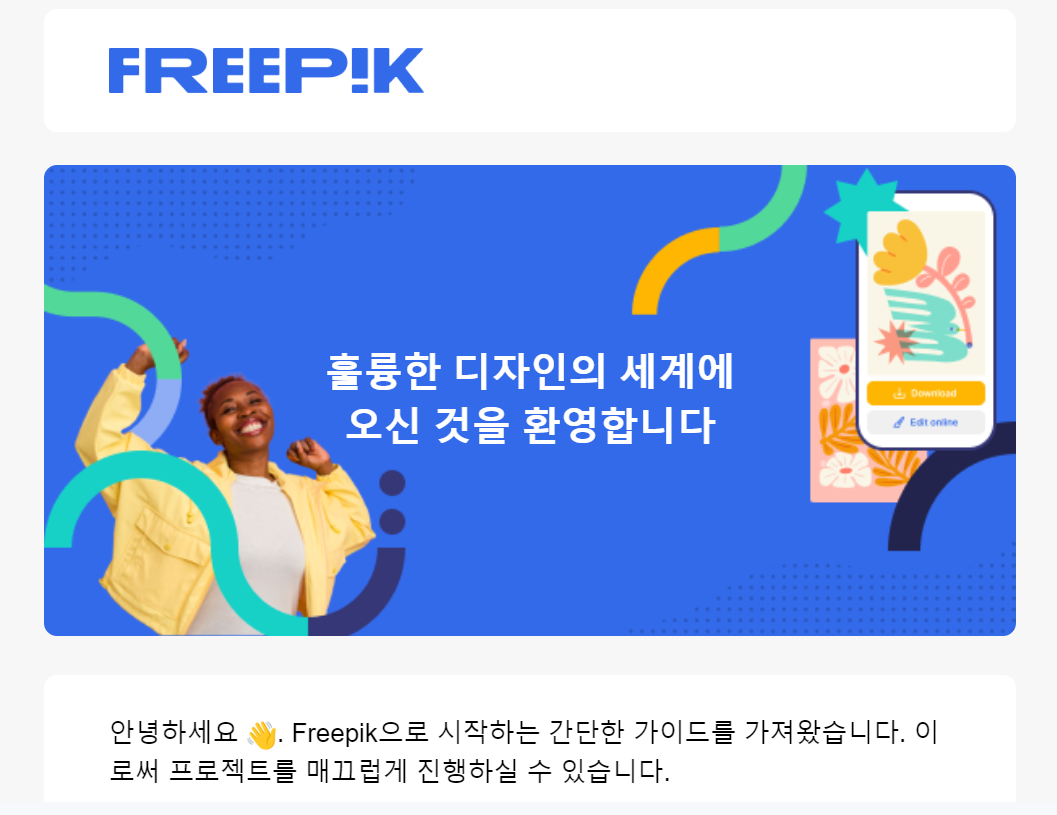 FREEPIK
훌륭한 디자인의 세계에
오신 것을 환영합니다
Download
Edit online
안녕하세요 👋. Freepik으로 시작하는 간단한 가이드를 가져왔습니다. 이
로써 프로젝트를 매끄럽게 진행하실 수 있습니다.